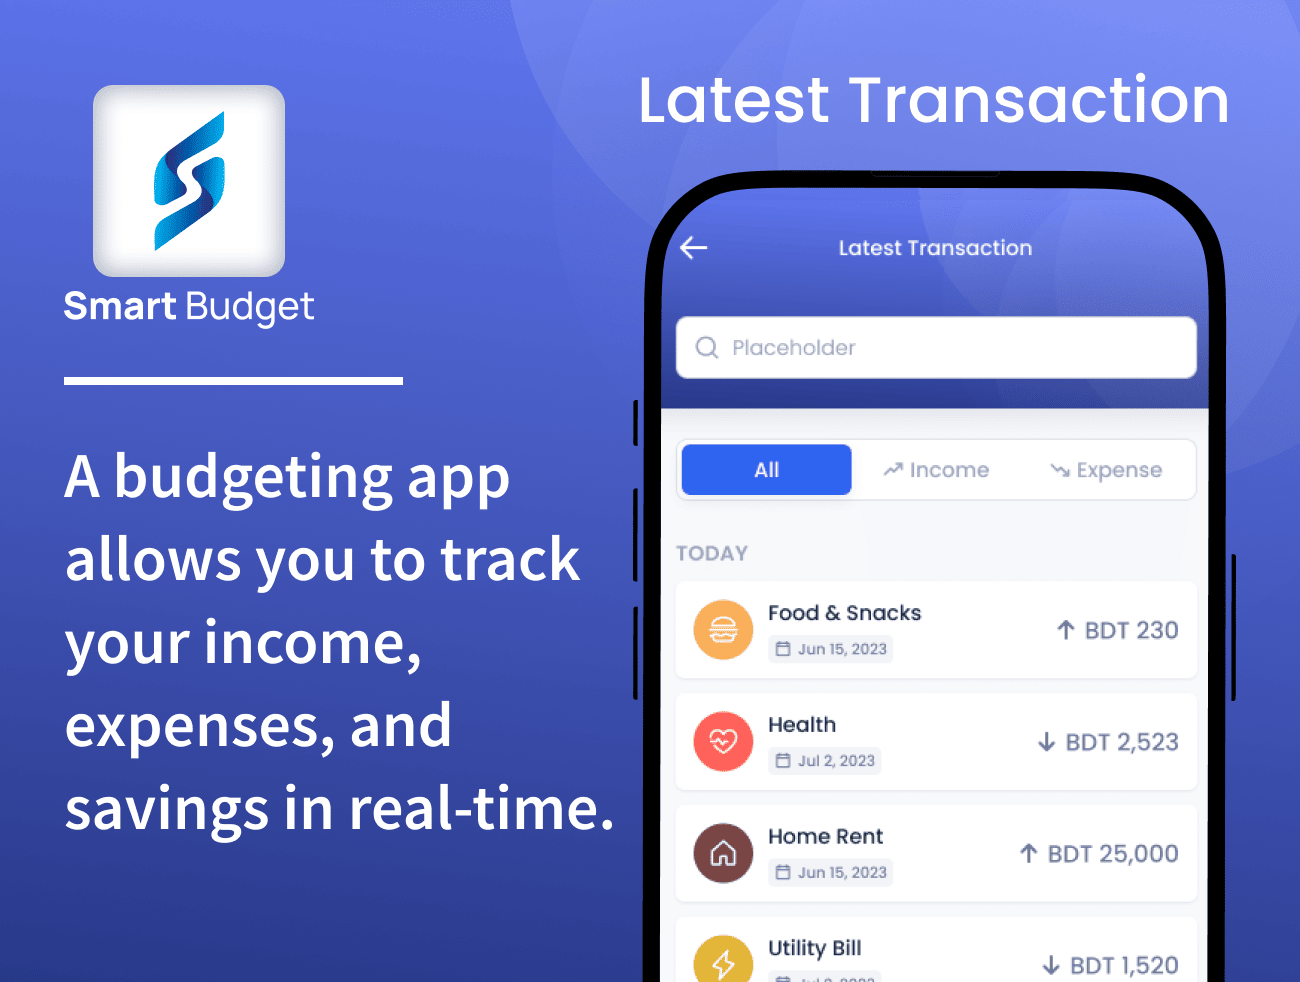 Latest Transaction
Smart Budget
A budgeting app
allows you to track
your income,
expenses, and
savings in real-time.
Latest Transaction
Placeholder
All Income Expense
TODAY
Food & Snacks
Jun 15, 2023
BDT 230
Health
Jul 2, 2023
BDT 2,523
Home Rent
Jun 15, 2023
BDT 25,000
Utility Bill
BDT 1,520